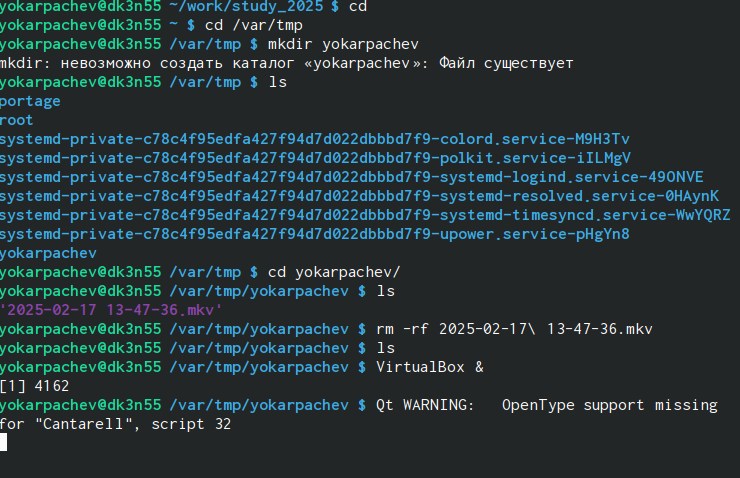 yokarpachev@dk3n55 ~/work/study_2025 $ cd
yokarpachev@dk3n55 ~ $ cd /var/tmp
yokarpachev@dk3n55 /var/tmp $ mkdir yokarpachev
mkdir: невозможно создать каталог «yokarpachev»: Файл существует
yokarpachev@dk3n55 /var/tmp $ ls
portage
root
systemd-private-c78c4f95edfa427f94d7d022dbbbd7f9-colord.service-M9H3Tv
systemd-private-c78c4f95edfa427f94d7d022dbbbd7f9-polkit.service-iILMgV
systemd-private-c78c4f95edfa427f94d7d022dbbbd7f9-systemd-logind.service-49ONVE
systemd-private-c78c4f95edfa427f94d7d022dbbbd7f9-systemd-resolved.service-0HAynK
systemd-private-c78c4f95edfa427f94d7d022dbbbd7f9-systemd-timesyncd.service-WwYQRZ
systemd-private-c78c4f95edfa427f94d7d022dbbbd7f9-upower.service-pHgYn8
yokarpachev
yokarpachev@dk3n55 /var/tmp $ cd yokarpachev/
yokarpachev@dk3n55 /var/tmp/yokarpachev $ ls
'2025-02-17 13-47-36.mkv'
yokarpachev@dk3n55 /var/tmp/yokarpachev $ rm -rf 2025-02-17\ 13-47-36.mkv
yokarpachev@dk3n55 /var/tmp/yokarpachev $ ls
yokarpachev@dk3n55 /var/tmp/yokarpachev $ VirtualBox &
[1] 4162
yokarpachev@dk3n55 /var/tmp/yokarpachev $ Qt WARNING:   OpenType support missing
for "Cantarell", script 32